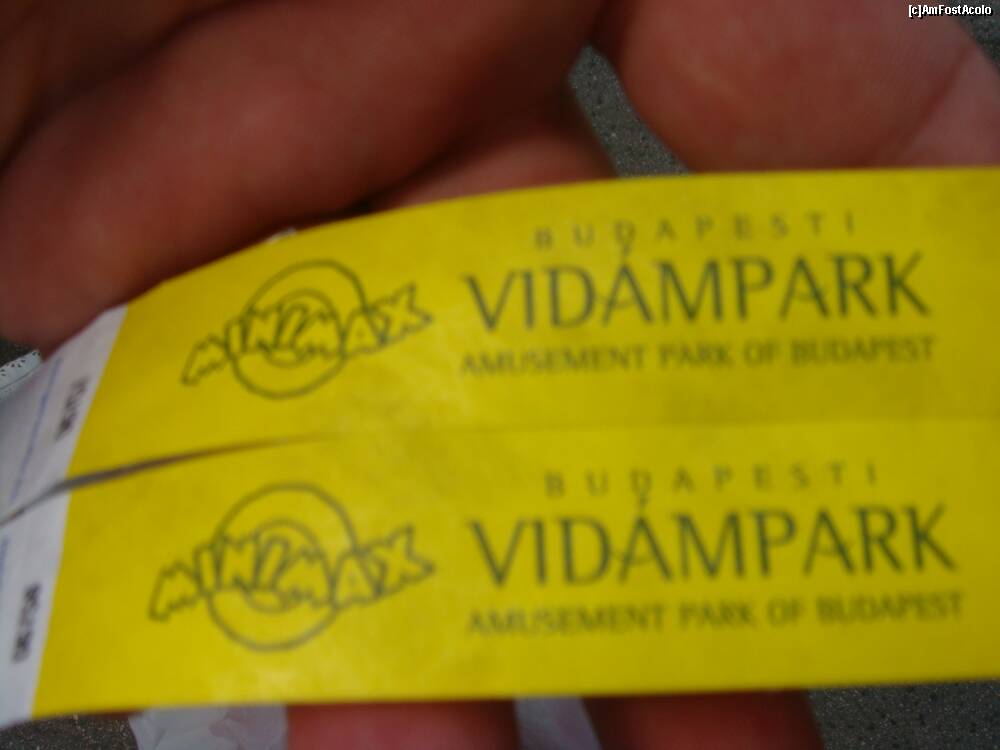 [c]AmFostAcolo
BUDAPESTI
MINIMAX
VIDÁMPARK
AMUSEMENT PARK OF BUDAPEST
BUDAPESTI
MINIMAX
VIDÁMPARK
AMUSEMENT PARK OF BUDAPEST